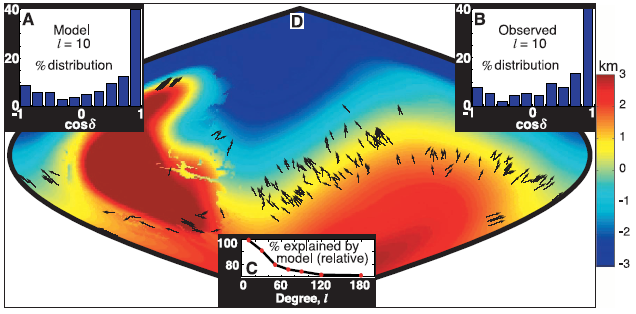 40
A
Model
l = 10
% distribution
20
0
-1
0
1
cosδ
D
40
B
Observed
l = 10
% distribution
20
0
-1
0
1
cosδ
km
3
2
1
0
-1
-2
-3
100
% explained by
model (relative)
80
C
0
60
120
180
Degree, l